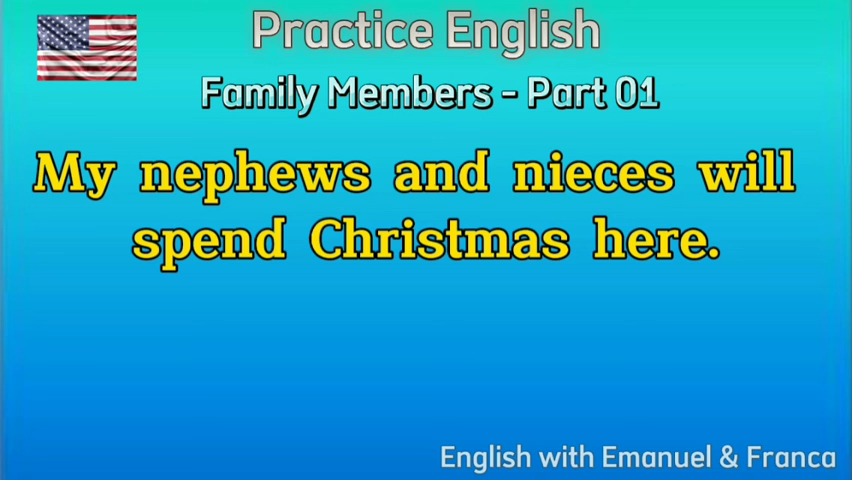 Practice English
Family Members - Part 01
My nephews and nieces will
spend Christmas here.
English with Emanuel & Franca